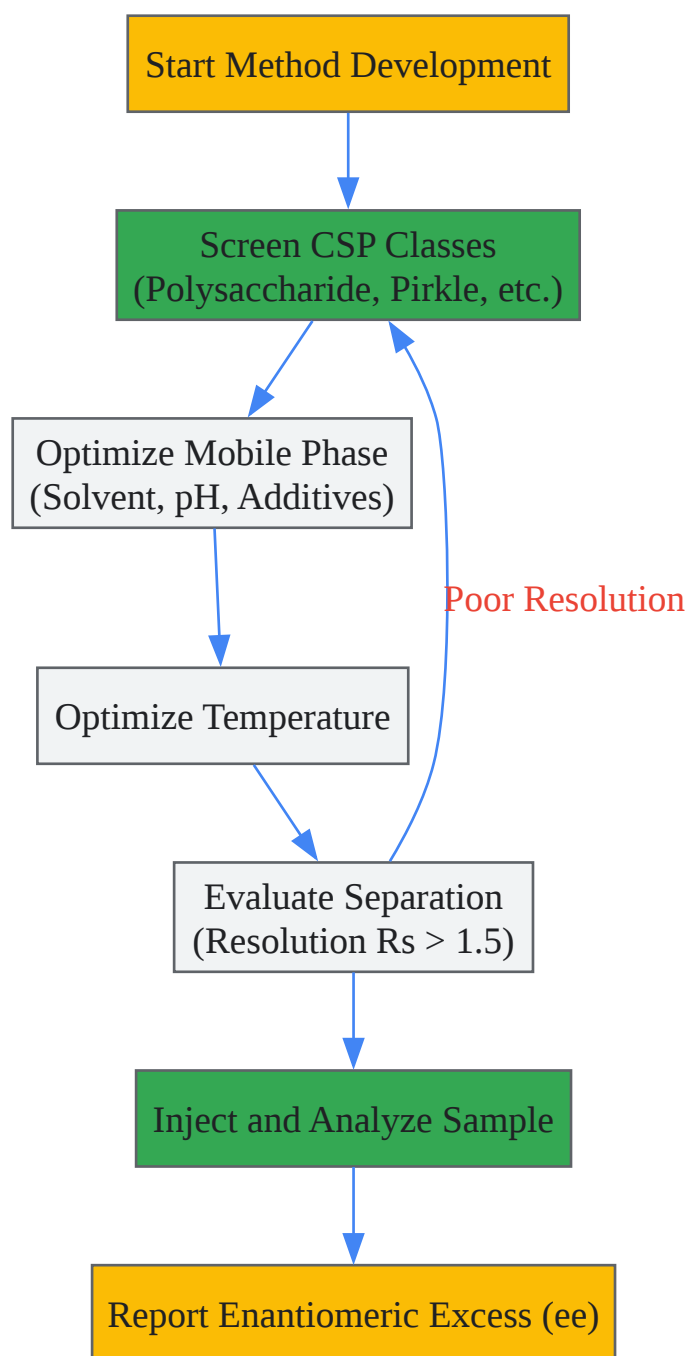 Start Method Development
Screen CSP Classes
(Polysaccharide, Pirkle, etc.)
Optimize Mobile Phase
(Solvent, pH, Additives)
Poor Resolution
Optimize Temperature
Evaluate Separation
(Resolution Rs > 1.5)
Inject and Analyze Sample
Report Enantiomeric Excess (ee)